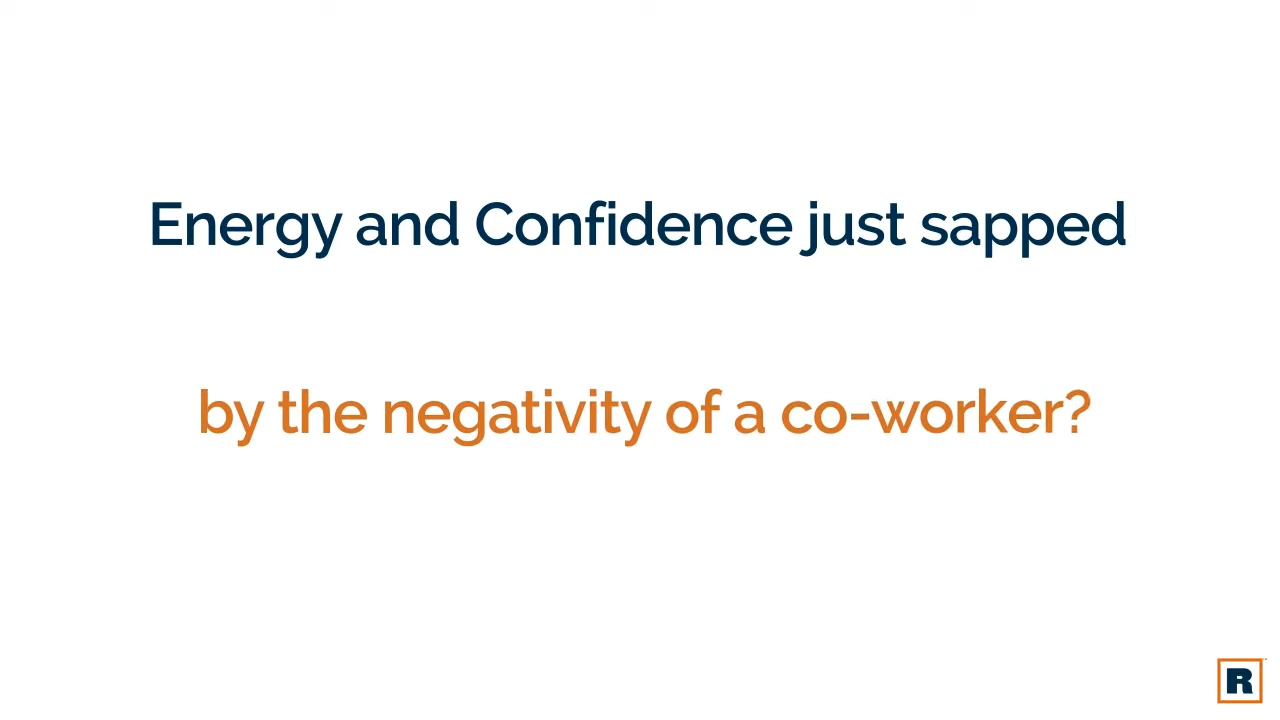 Energy and Confidence just sapped
by the negativity of a co-worker?
R